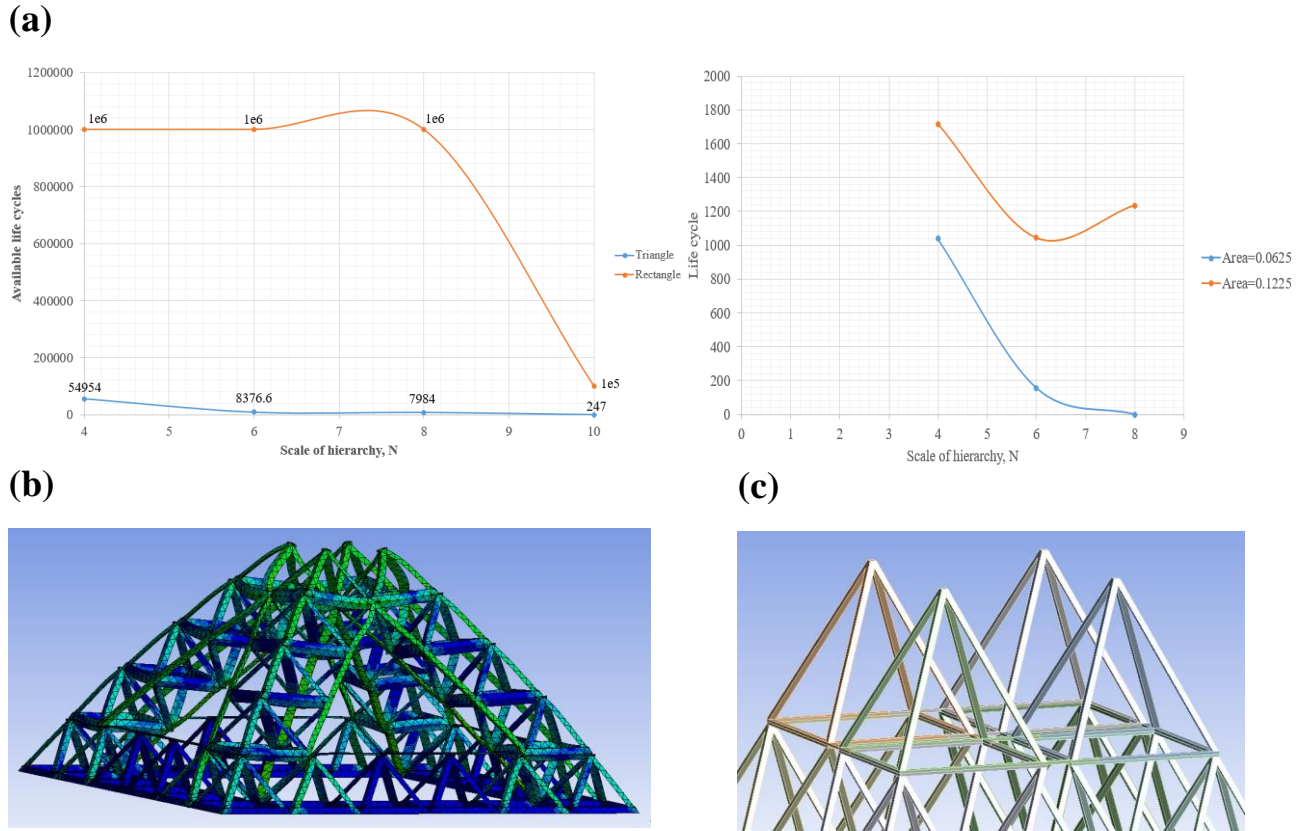 (a)
1200000
1000000
800000
600000
400000
200000
0
Available life cycles
1e6
1e6
1e6
1e5
54954
8376.6
7984
247
4
5
6
7
8
9
10
Scale of hierarchy, N
Triangle
Rectangle
2000
1800
1600
1400
1200
1000
800
600
400
200
0
Life cycle
0
1
2
3
4
5
6
7
8
9
Scale of hierarchy, N
Area=0.0625
Area=0.1225
(b)
(c)